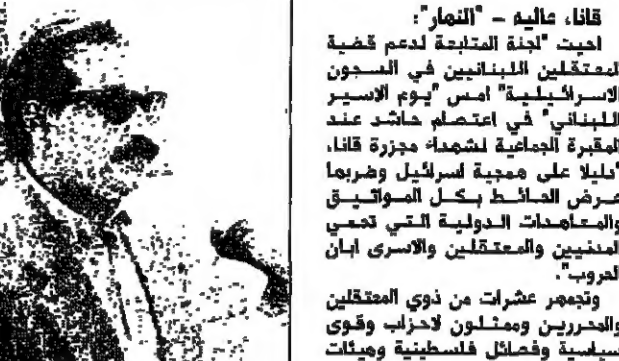 قانا، عاليه – "النهار":
احيت "لجنة المتابعة لدعم قضية
المعتقلين اللبنانيين في السجون
الاسرائيلية" امس "يوم الاسير
اللبناني" في اعتصام حاشد عند
المقبرة الجماعية لشهداء مجزرة قانا،
"دليلا على همجية اسرائيل وضربها
عرض الحائط بكل المواثيق
والمعاهدات الدولية التي تحمي
المدنيين والمعتقلين والاسرى ابان
الحروب".
وتجمهر عشرات من ذوي المعتقلين
والمحررين وممثلون لاحزاب وقوى
سياسية وفصائل فلسطينية وهيئات